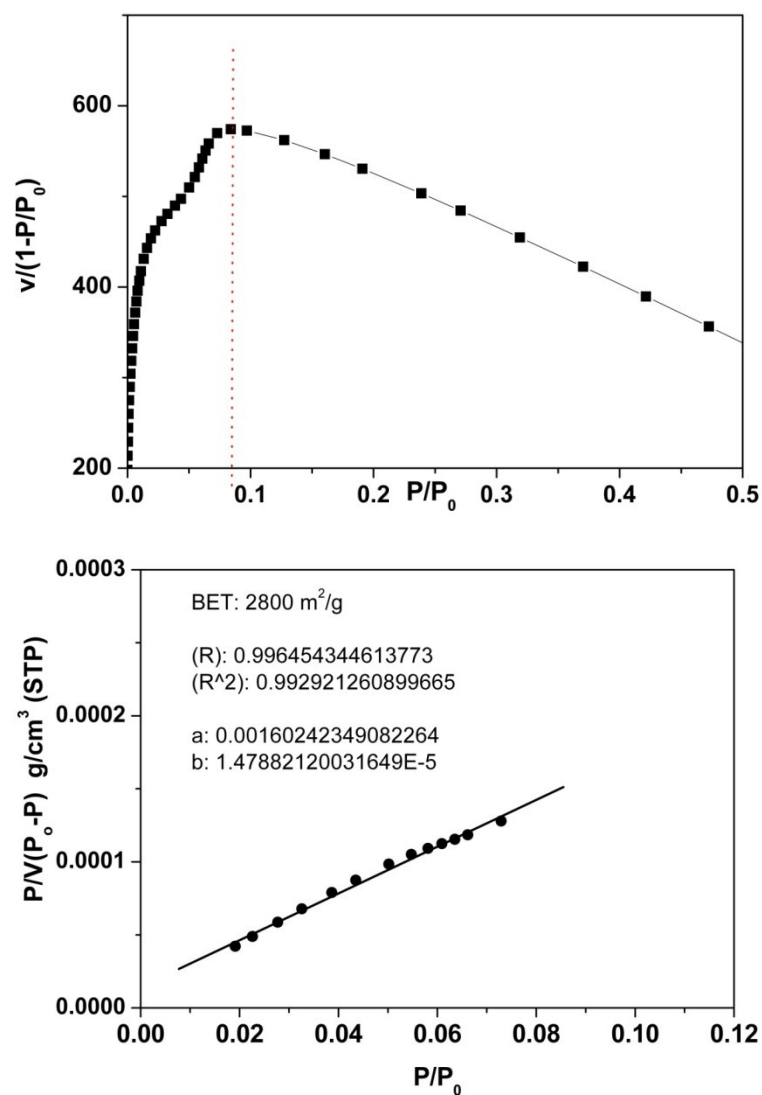 600
400
200
v/(1-P/P₀)
0.0 0.1 0.2 0.3 0.4 0.5
P/P₀
0.0003
0.0002
0.0001
0.0000
P/V(Pₒ-P) g/cm³ (STP)
BET: 2800 m²/g
(R): 0.996454344613773
(R^2): 0.992921260899665
a: 0.00160242349082264
b: 1.47882120031649E-5
0.00 0.02 0.04 0.06 0.08 0.10 0.12
P/P₀